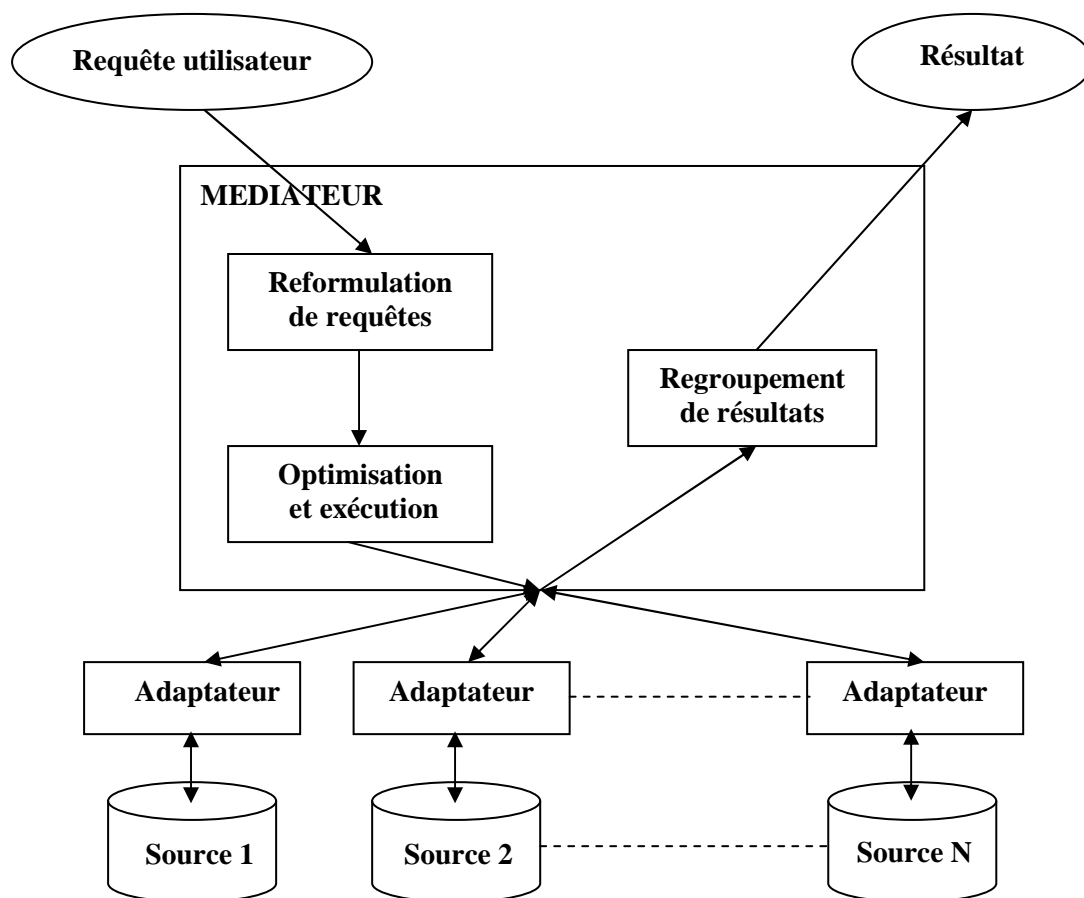 Requête utilisateur
Résultat
MEDIATEUR
Reformulation
de requêtes
Regroupement
de résultats
Optimisation
et exécution
Adaptateur
Adaptateur
Adaptateur
Source 1
Source 2
Source N